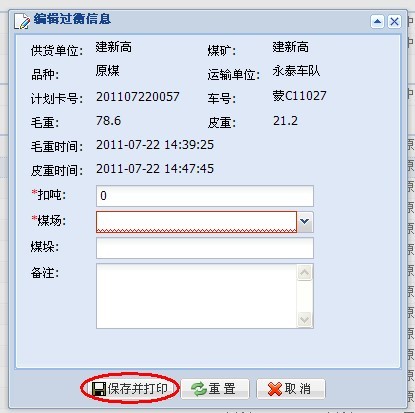 编辑过衡信息
供货单位: 建新高 煤矿: 建新高
品种: 原煤 运输单位: 永泰车队
计划卡号: 201107220057 车号: 蒙C11027
毛重: 78.6 皮重: 21.2
毛重时间: 2011-07-22 14:39:25
皮重时间: 2011-07-22 14:47:45
*扣吨: 0
*煤场:
煤垛:
备注:
保存并打印 重置 取消